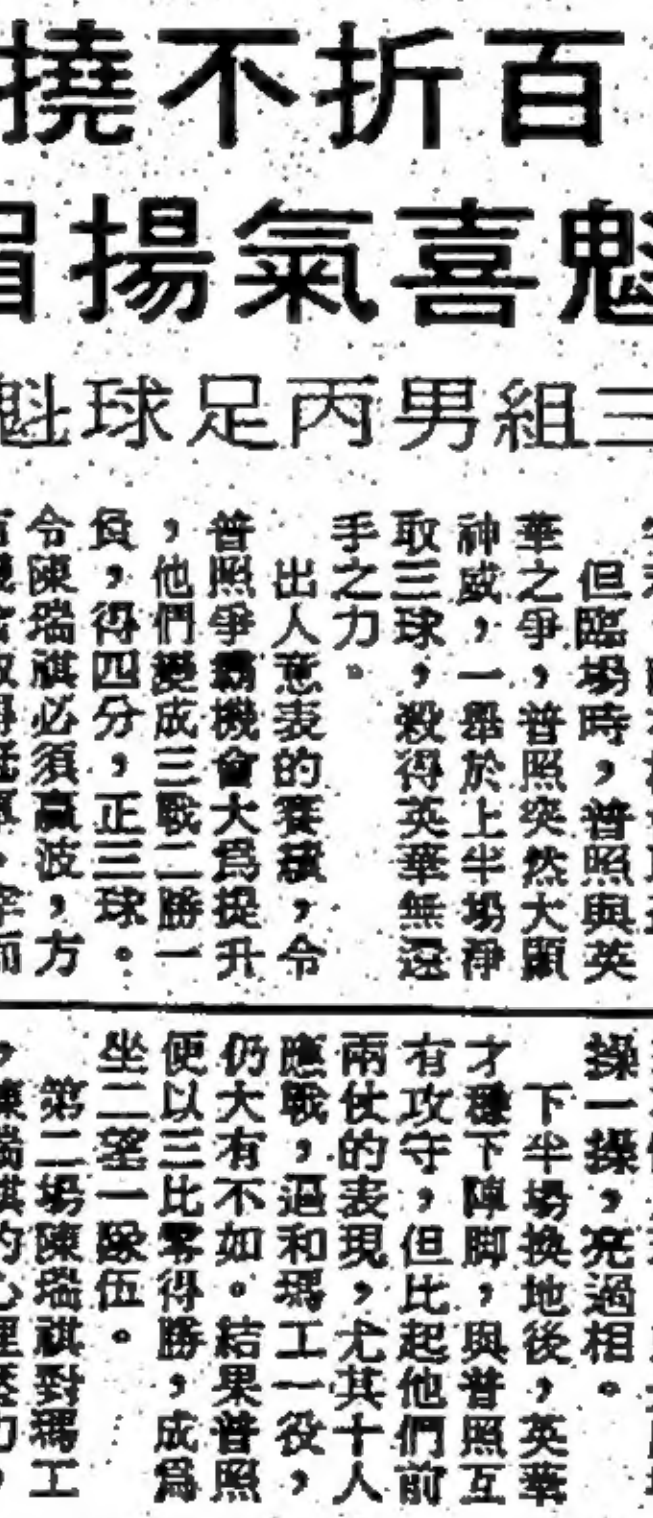 百折不撓
魁喜氣揚眉
三組男丙足球魁
但臨場時，普照與英
華之爭，普照突然大顯
神威，一舉於上半場淨
取三球，殺得英華無還
手之力。
出人意表的賽績，令
普照爭霸機會大為提升
，他們變成三戰二勝一
負，得四分，正三球。
令陳瑞祺必須贏波，方
操一操，亮過相。
下半場換地後，英華
才穩下陣腳，與普照互
有攻守，但比起他們前
兩仗的表現，尤其十人
應戰，逼和瑪工一役，
仍大有不如。結果普照
便以三比零得勝，成為
坐二望一隊伍。
第二場陳瑞祺對瑪工
，陳瑞祺的心理壓力，